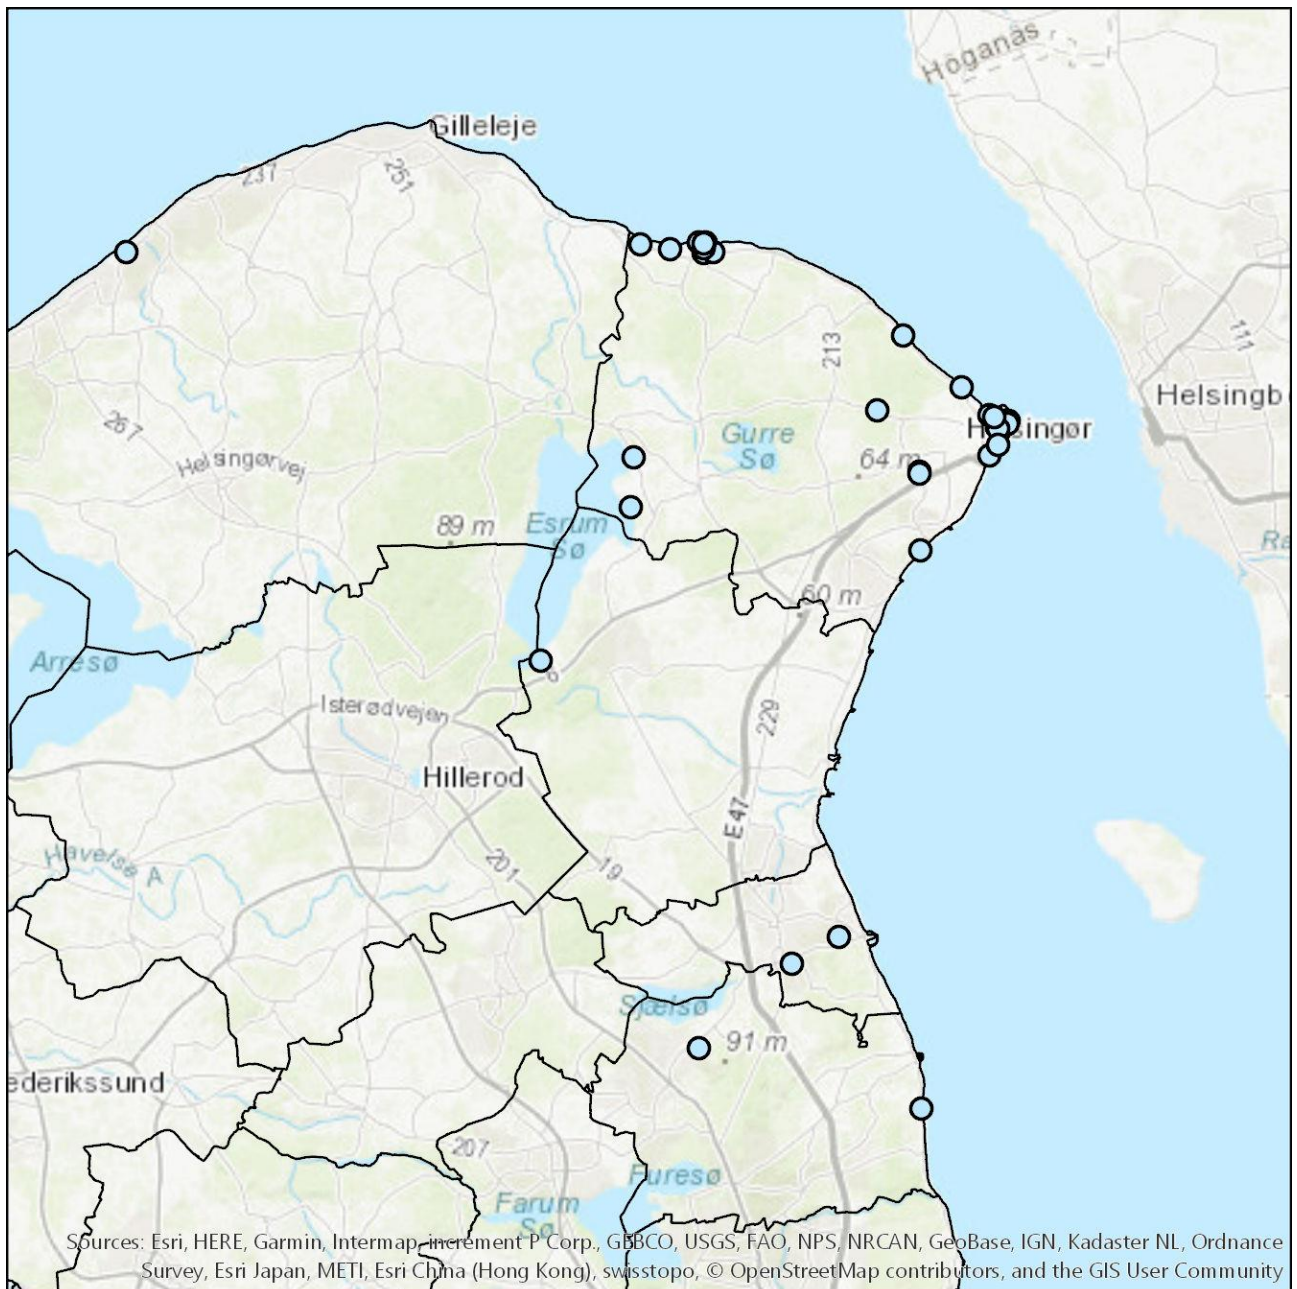 Höganäs
Gilleleje
237
251
213
111
Helsingb
267
Helsingørvej
Gurre
Sø
64 m
89 m
Esrum
Sø
60 m
Ra
Arresø
6
Isterødvejen
229
Hillerod
E47
Havelse A
201
19
Sjælsø
91 m
ederikssund
207
Furesø
Farum
Sø
Sources: Esri, HERE, Garmin, Intermap, increment P Corp., GEBCO, USGS, FAO, NPS, NRCAN, GeoBase, IGN, Kadaster NL, Ordnance
Survey, Esri Japan, METI, Esri China (Hong Kong), swisstopo, © OpenStreetMap contributors, and the GIS User Community